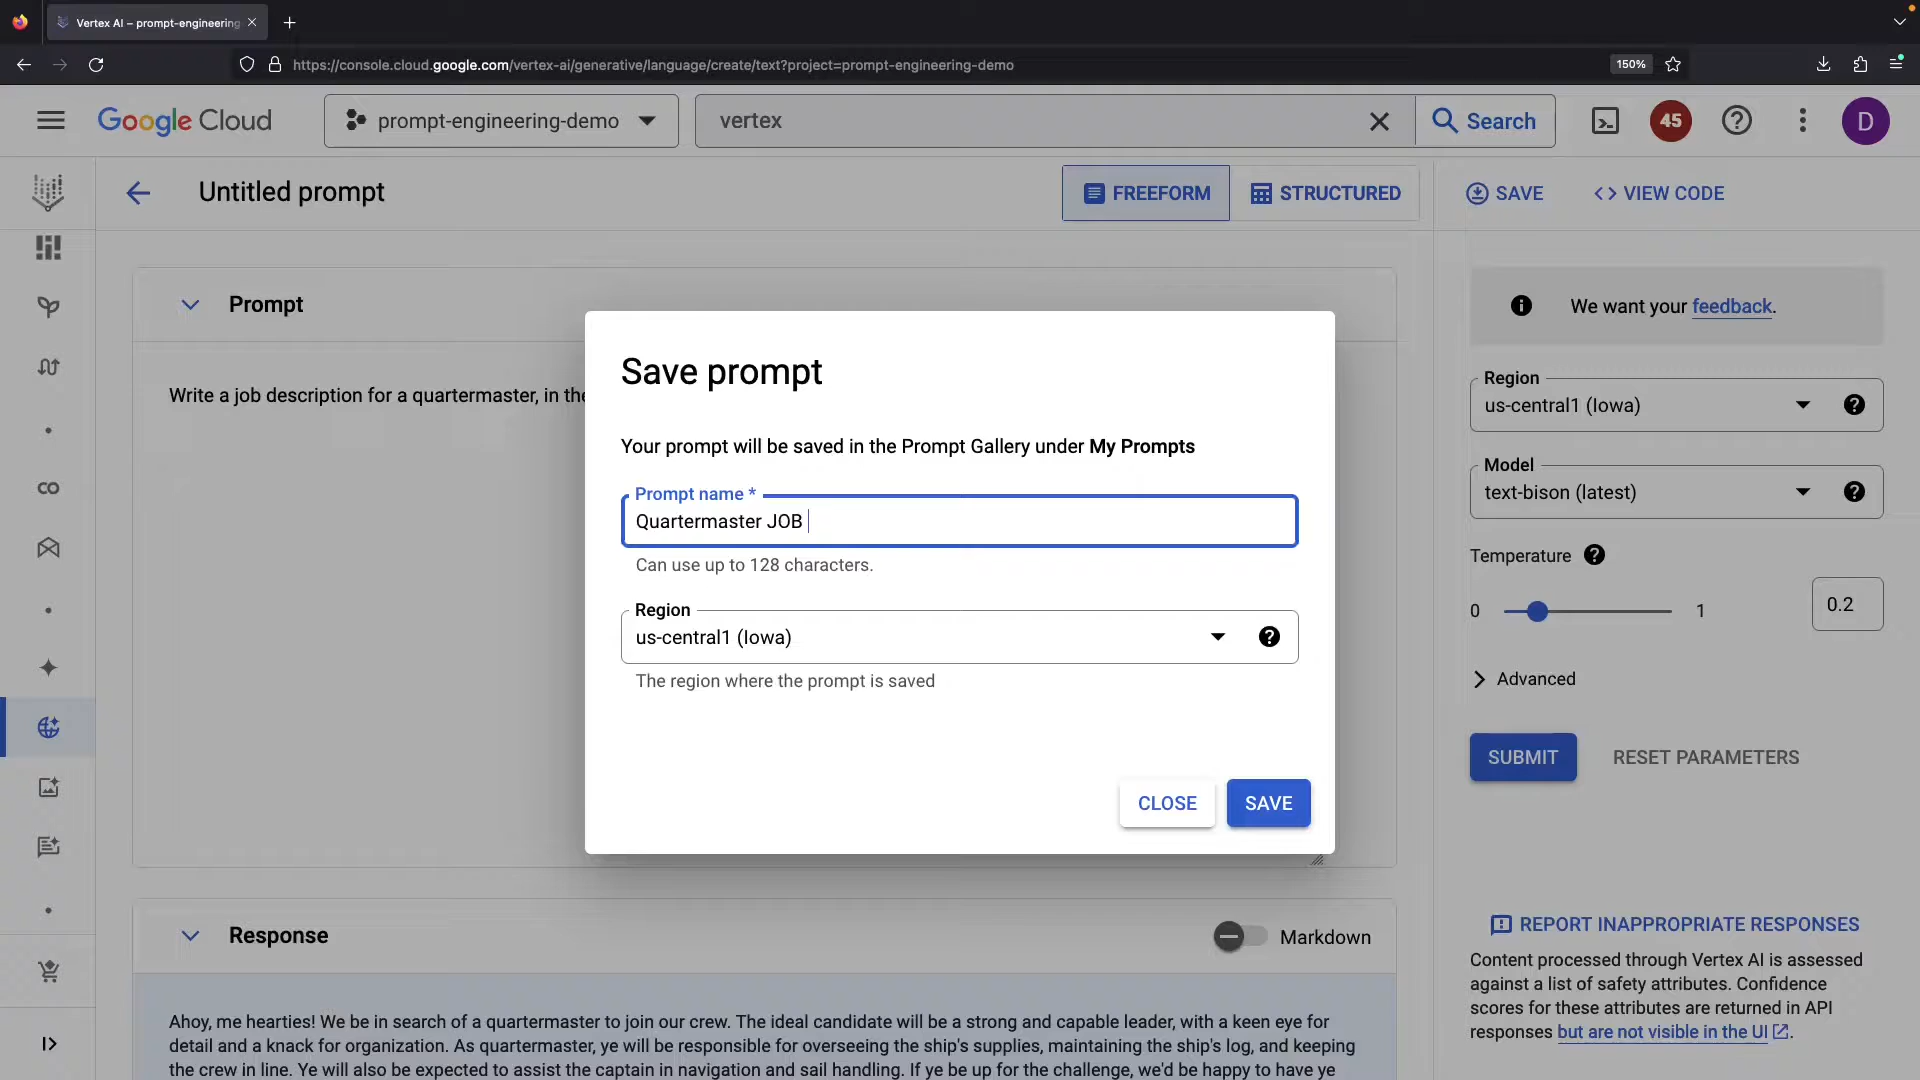 Vertex AI – prompt-engineering
https://console.cloud.google.com/vertex-ai/generative/language/create/text?project=prompt-engineering-demo
150%
Google Cloud
prompt-engineering-demo
vertex
Search
45
D
Untitled prompt
FREEFORM
STRUCTURED
SAVE
VIEW CODE
Prompt
Write a job description for a quartermaster, in the
Save prompt
Your prompt will be saved in the Prompt Gallery under My Prompts
Prompt name *
Quartermaster JOB
Can use up to 128 characters.
Region
us-central1 (Iowa)
The region where the prompt is saved
CLOSE
SAVE
We want your feedback.
Region
us-central1 (Iowa)
Model
text-bison (latest)
Temperature
0
1
0.2
Advanced
SUBMIT
RESET PARAMETERS
Response
Markdown
Ahoy, me hearties! We be in search of a quartermaster to join our crew. The ideal candidate will be a strong and capable leader, with a keen eye for
detail and a knack for organization. As quartermaster, ye will be responsible for overseeing the ship's supplies, maintaining the ship's log, and keeping
the crew in line. Ye will also be expected to assist the captain in navigation and sail handling. If ye be up for the challenge, we'd be happy to have ye
REPORT INAPPROPRIATE RESPONSES
Content processed through Vertex AI is assessed
against a list of safety attributes. Confidence
scores for these attributes are returned in API
responses but are not visible in the UI.